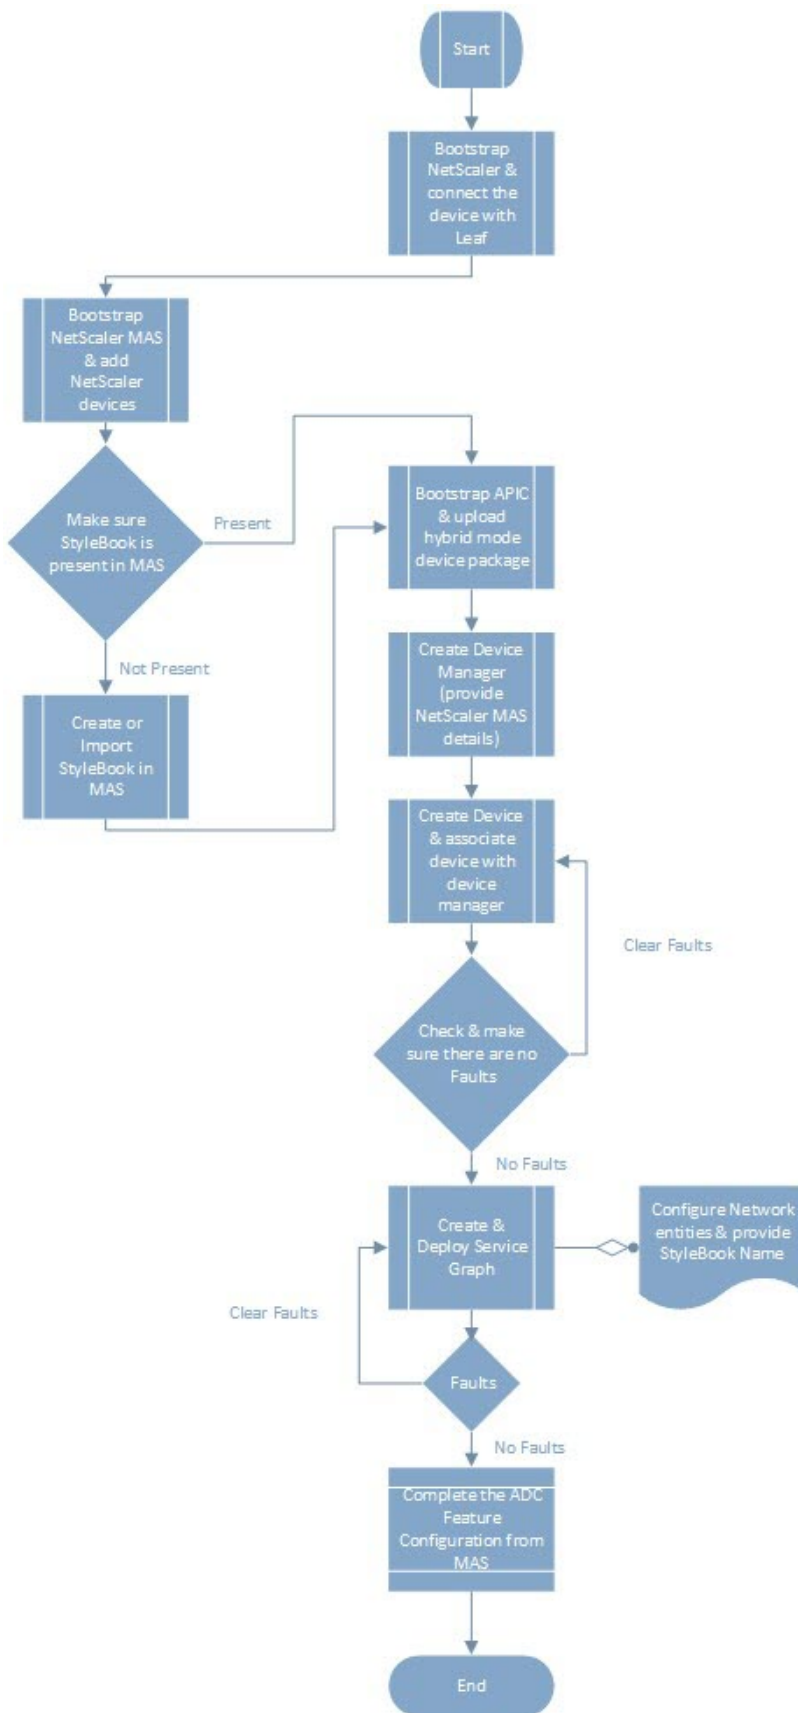 Start
Bootstrap
NetScaler &
connect the
device with
Leaf
Bootstrap
NetScaler MAS
& add
NetScaler
devices
Make sure
StyleBook is
present in MAS
Present
Bootstrap APIC
& upload
hybrid mode
device package
Not Present
Create or
Import
StyleBook in
MAS
Create Device
Manager
(provide
NetScaler MAS
details)
Create Device
& associate
device with
device
manager
Clear Faults
Check & make
sure there are no
Faults
No Faults
Create &
Deploy Service
Graph
Configure Network
entities & provide
StyleBook Name
Clear Faults
Faults
No Faults
Complete the ADC
Feature
Configuration from
MAS
End